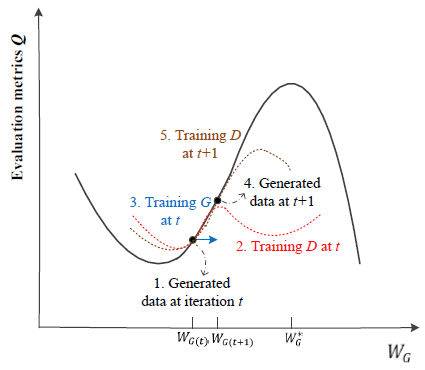 Evaluation metrics Q
5. Training D
at t+1
3. Training G
at t
4. Generated
data at t+1
2. Training D at t
1. Generated
data at iteration t
W_G(t) W_G(t+1) W_G^*
W_G